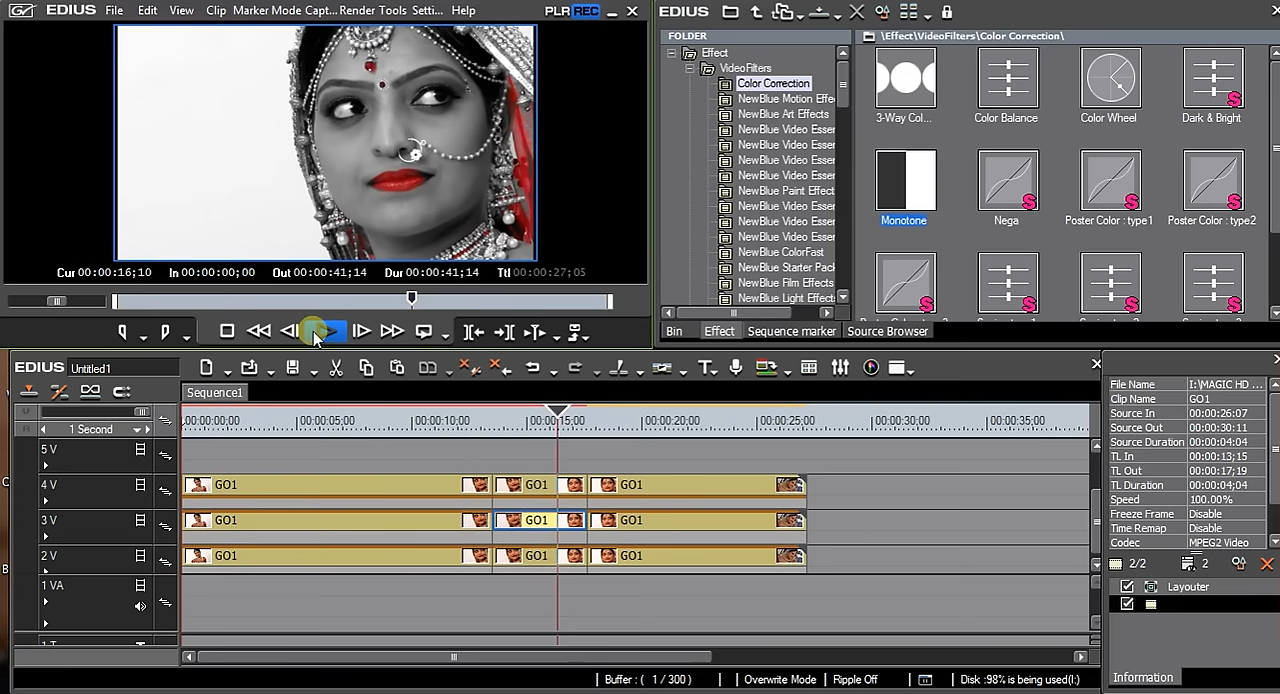 EDIUS File Edit View Clip Marker Mode Capt... Render Tools Setti... Help PLR REC
Cur 00:00:16;10 In 00:00:00;00 Out 00:00:41;14 Dur 00:00:41;14 Ttl 00:00:27;05
EDIUS
FOLDER
\Effect\VideoFilters\Color Correction\
Effect
VideoFilters
Color Correction
NewBlue Motion Effe
NewBlue Art Effects
NewBlue Video Essen
NewBlue Video Essen
NewBlue Video Essen
NewBlue Video Essen
NewBlue Paint Effect
NewBlue Video Esser
NewBlue Video Esser
NewBlue Video Esser
NewBlue ColorFast
NewBlue Starter Pack
NewBlue Film Effects
NewBlue Light Effects
3-Way Col... Color Balance Color Wheel Dark & Bright
Monotone Nega Poster Color : type1 Poster Color : type2
Bin Effect Sequence marker Source Browser
EDIUS Untitled1
Sequence1
1 Second
00:00:00;00 00:00:05;00 00:00:10;00 00:00:15;00 00:00:20;00 00:00:25;00 00:00:30;00 00:00:35;00
5 V
4 V GO1 GO1 GO1
3 V GO1 GO1 GO1
2 V GO1 GO1 GO1
1 VA
File Name I:\MAGIC HD ...
Clip Name GO1
Source In 00:00:26:07
Source Out 00:00:30:11
Source Duration 00:00:04:04
TL In 00:00:13;15
TL Out 00:00:17;19
TL Duration 00:00:04;04
Speed 100.00%
Freeze Frame Disable
Time Remap Disable
Codec MPEG2 Video
2/2 2
Layouter
Information
Buffer : ( 1 / 300 ) Overwrite Mode Ripple Off Disk :98% is being used(I:)